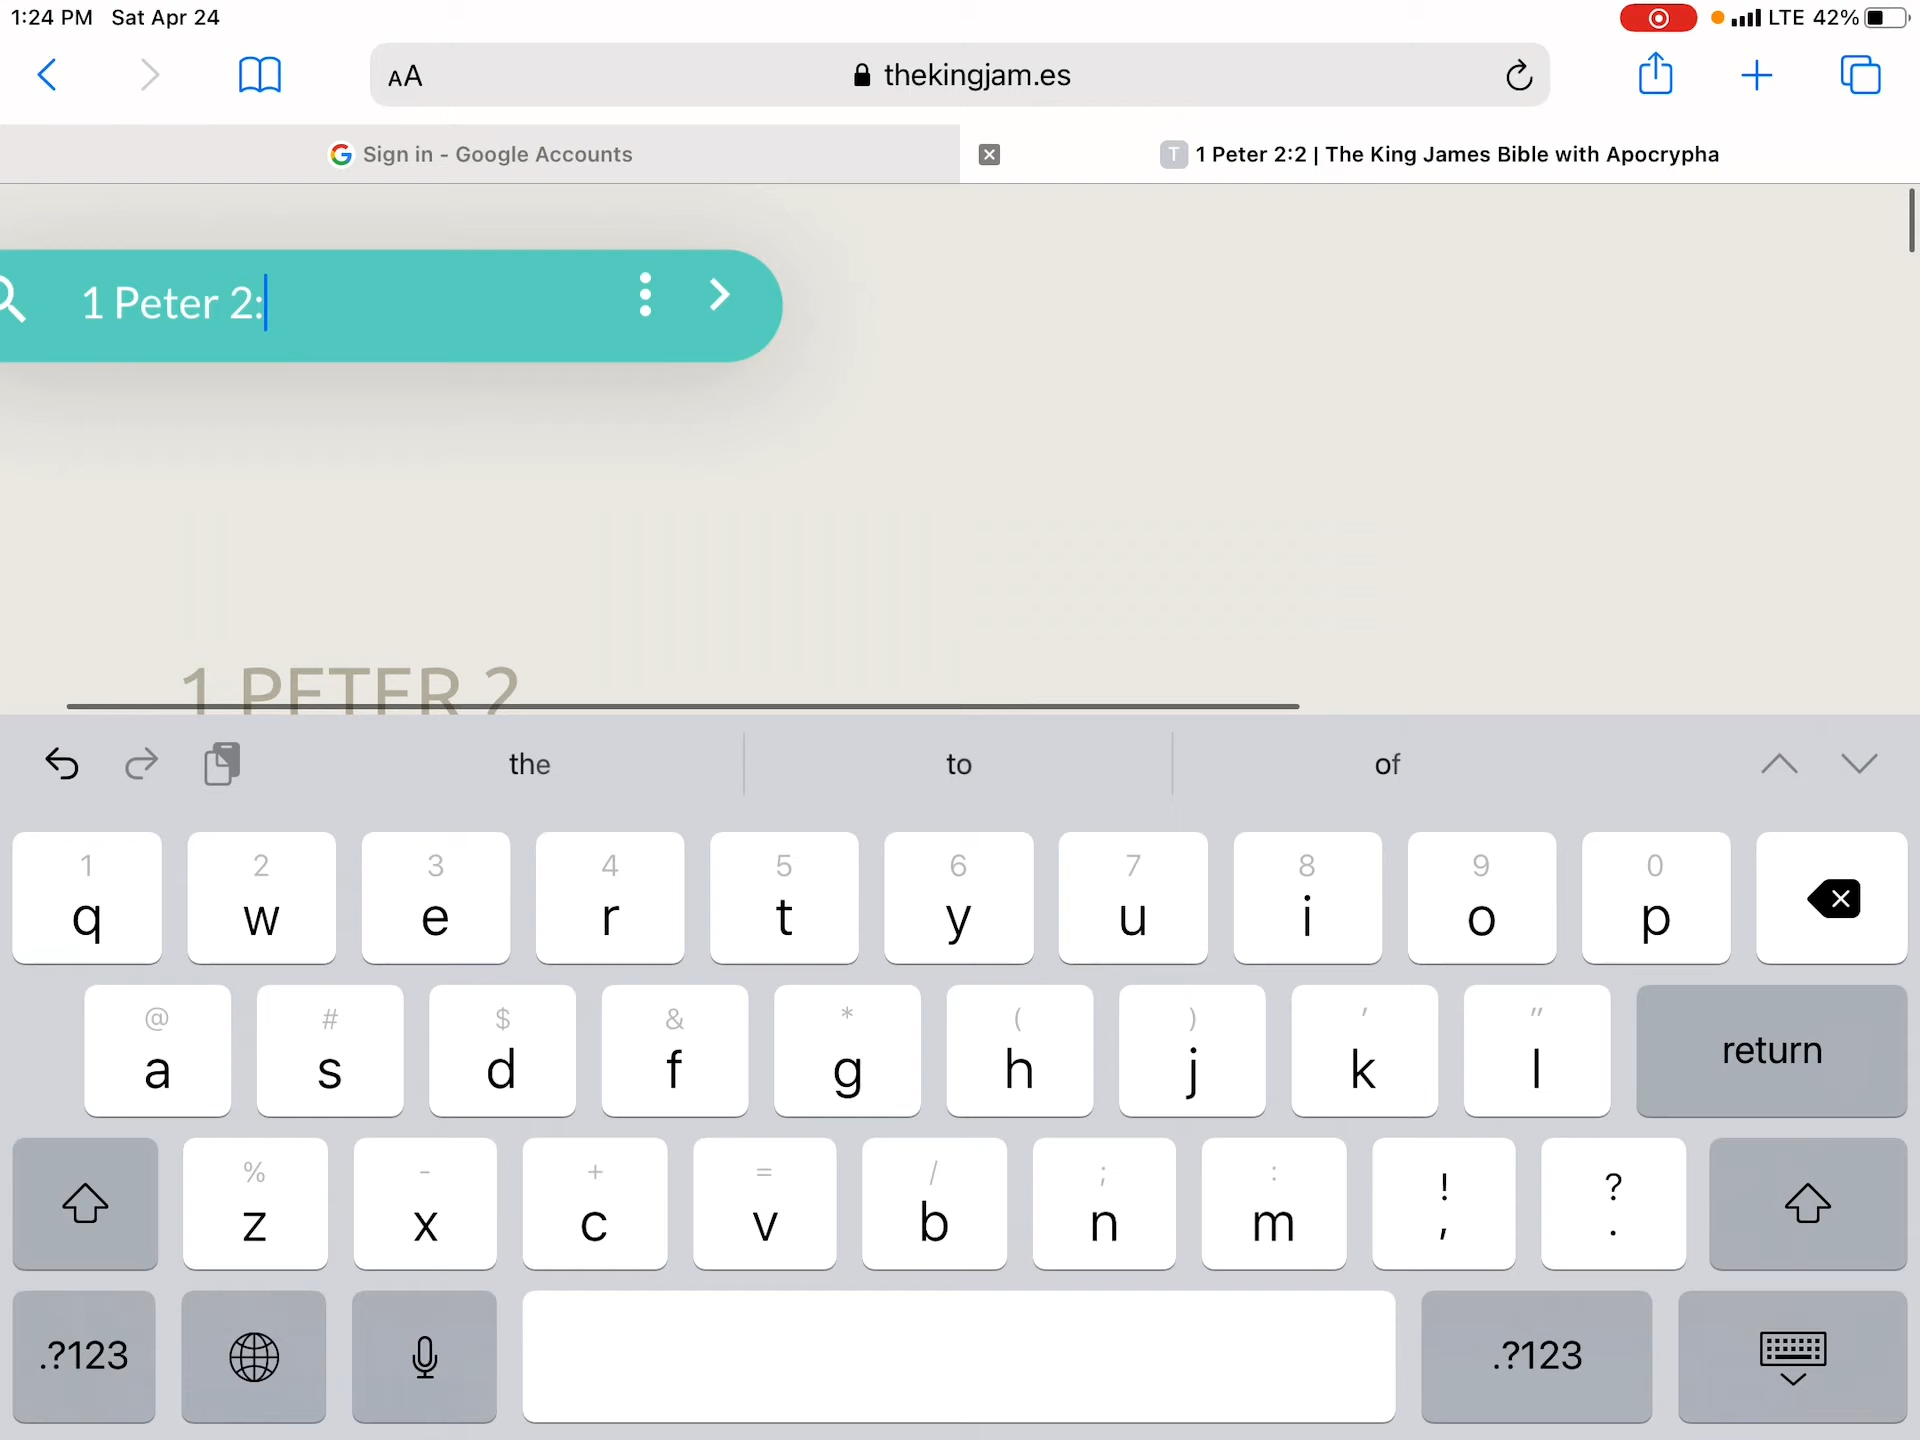 1:24 PM Sat Apr 24
LTE 42%
AA
thekingjam.es
Sign in - Google Accounts
T 1 Peter 2:2 | The King James Bible with Apocrypha
1 Peter 2:
1 PETER 2
the to of
1 2 3 4 5 6 7 8 9 0
q w e r t y u i o p
@ # $ & * ( ) ' "
a s d f g h j k l return
% - + = / ; : ! ?
z x c v b n m , .
.?123 .?123